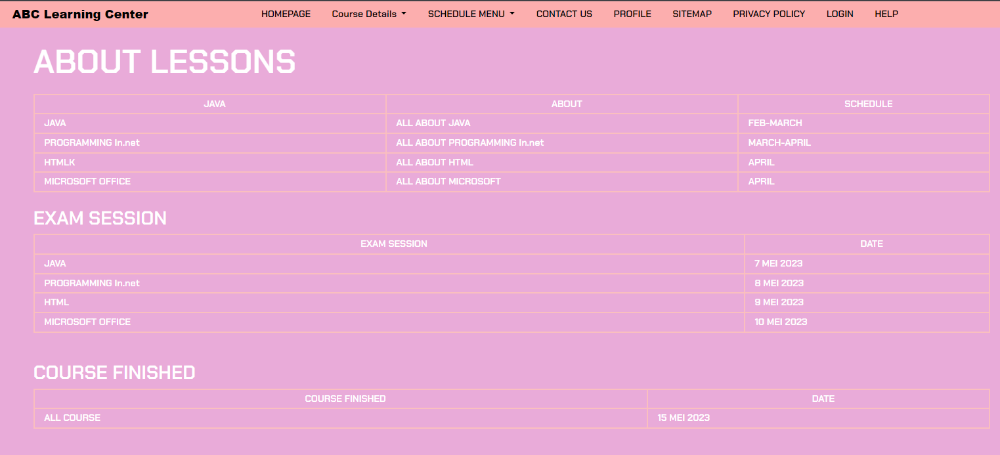 ABC Learning Center HOMEPAGE Course Details SCHEDULE MENU CONTACT US PROFILE SITEMAP PRIVACY POLICY LOGIN HELP
ABOUT LESSONS
JAVA ABOUT SCHEDULE
JAVA ALL ABOUT JAVA FEB-MARCH
PROGRAMMING In.net ALL ABOUT PROGRAMMING In.net MARCH-APRIL
HTMLK ALL ABOUT HTML APRIL
MICROSOFT OFFICE ALL ABOUT MICROSOFT APRIL
EXAM SESSION
EXAM SESSION DATE
JAVA 7 MEI 2023
PROGRAMMING In.net 8 MEI 2023
HTML 9 MEI 2023
MICROSOFT OFFICE 10 MEI 2023
COURSE FINISHED
COURSE FINISHED DATE
ALL COURSE 15 MEI 2023